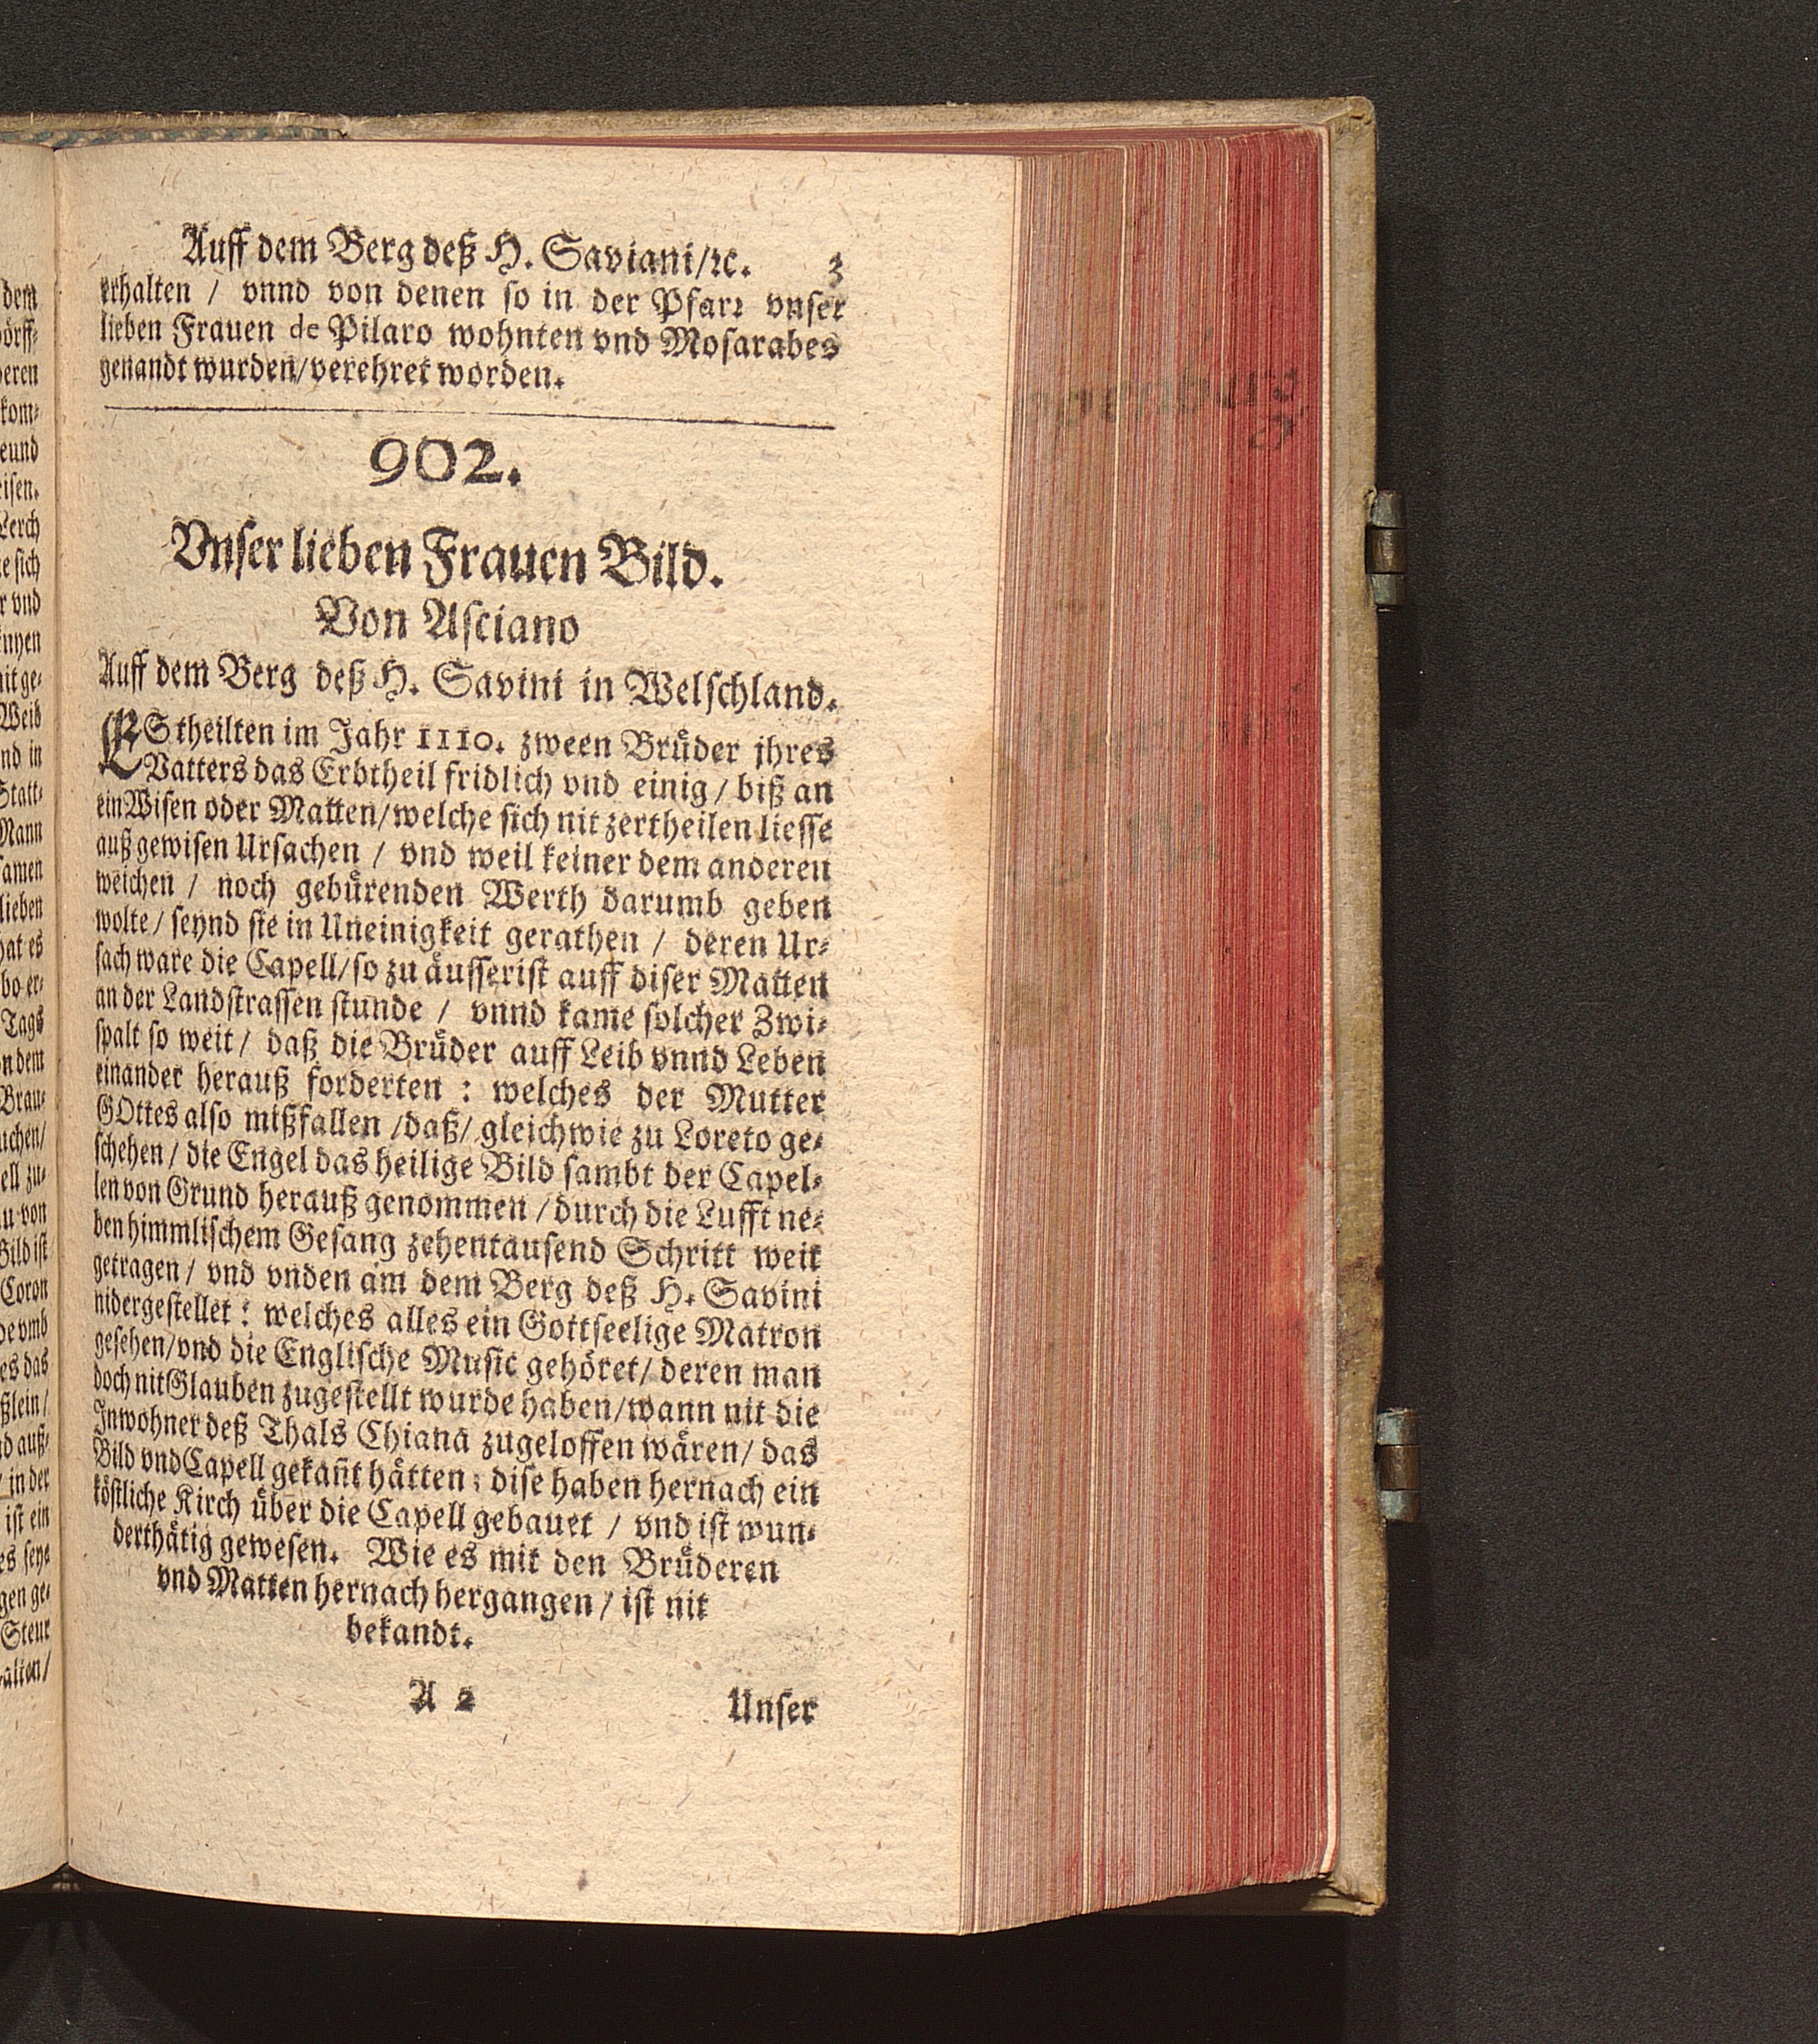 Auff dem Berg deß H. Saviani/ꝛc. 3
erhalten / vnnd von denen so in der Pfarr vnser
lieben Frauen de Pilaro wohnten vnd Mosarabes
genandt wurden/verehret worden.
902.
Vnser lieben Frauen Bild.
Von Asciano
Auff dem Berg deß H. Savini in Welschland.
ES theilten im Jahr 1110. zween Brüder jhres
Vatters das Erbtheil fridlich vnd einig / biß an
ein Wisen oder Matten/welche sich nit zertheilen liesse
auß gewisen Ursachen / vnd weil keiner dem anderen
weichen / noch gebürenden Werth darumb geben
wolte / seynd sie in Uneinigkeit gerathen / deren Ur-
sach ware die Capell/so zu äusserist auff diser Matten
an der Landstrassen stunde / vnnd kame solcher Zwi-
spalt so weit / daß die Brüder auff Leib vnnd Leben
einander herauß forderten : welches der Mutter
GOttes also mißfallen /daß/ gleichwie zu Loreto ge-
schehen / die Engel das heilige Bild sambt der Capel-
len von Grund herauß genommen / durch die Lufft ne-
ben himmlischem Gesang zehentausend Schritt weit
getragen / vnd vnden am dem Berg deß H. Savini
nidergestellet : welches alles ein Gottseelige Matron
gesehen/vnd die Englische Music gehöret/ deren man
doch nit Glauben zugestellt wurde haben/wann nit die
Inwohner deß Thals Chiana zugeloffen wären/ das
Bild vnd Capell gekañt hätten ; dise haben hernach ein
köstliche Kirch über die Capell gebauet / vnd ist wun-
derthätig gewesen. Wie es mit den Brüderen
vnd Matten hernach hergangen / ist nit
bekandt.
A 2 Unser